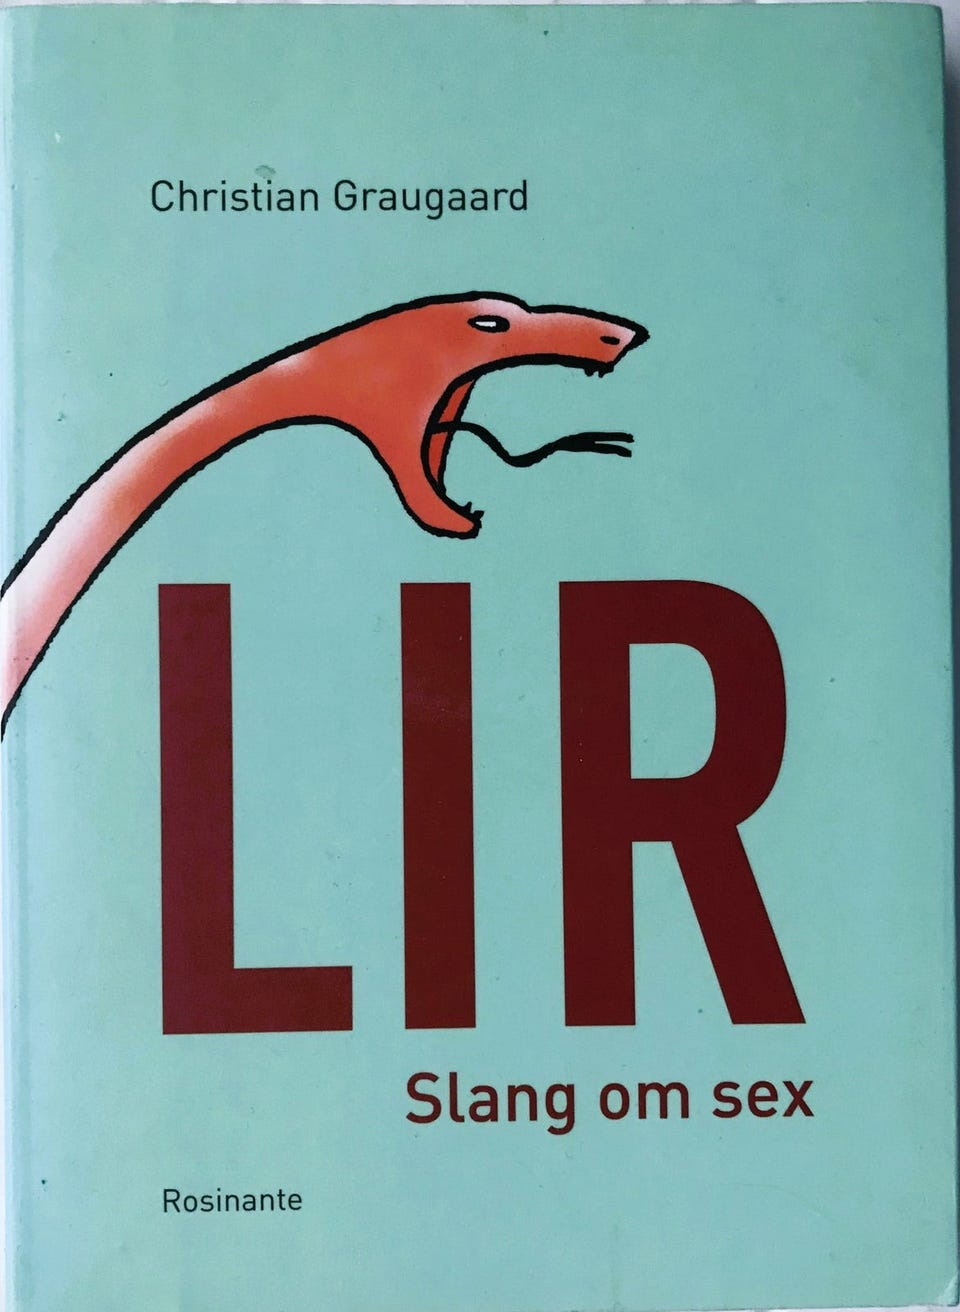 Christian Graugaard
LIR
Slang om sex
Rosinante